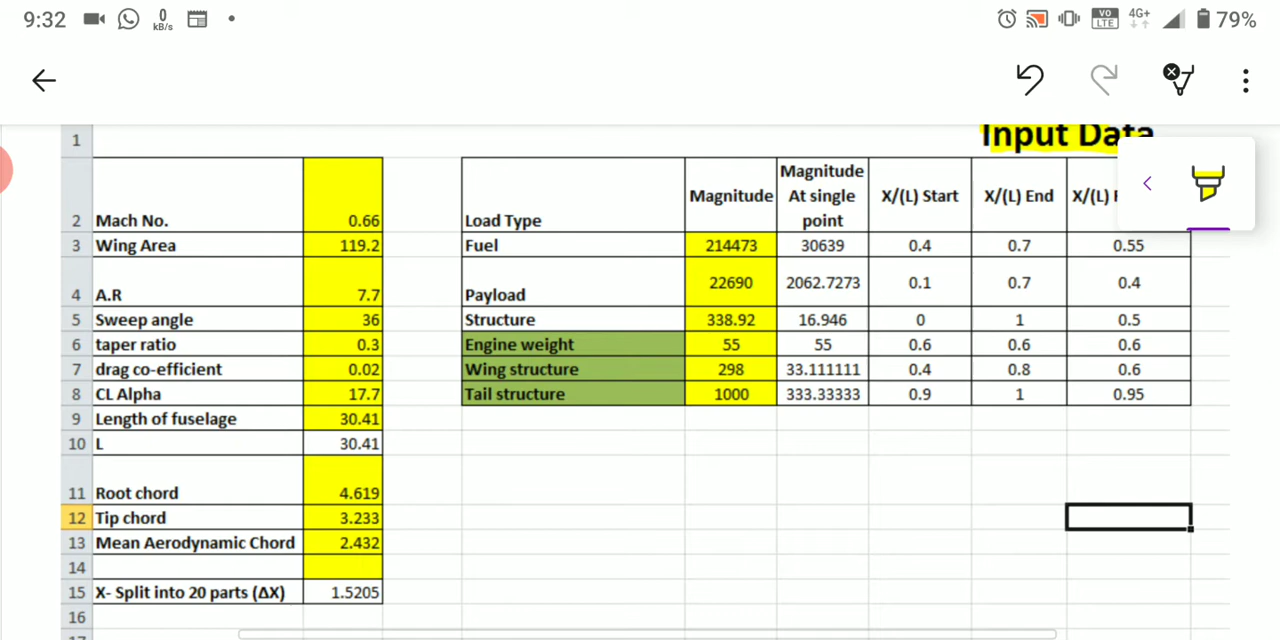 9:32 0 kB/s VO LTE 4G+ 79%
Input Data
1
2 Mach No. 0.66 Load Type Magnitude Magnitude At single point X/(L) Start X/(L) End X/(L)
3 Wing Area 119.2 Fuel 214473 30639 0.4 0.7 0.55
4 A.R 7.7 Payload 22690 2062.7273 0.1 0.7 0.4
5 Sweep angle 36 Structure 338.92 16.946 0 1 0.5
6 taper ratio 0.3 Engine weight 55 55 0.6 0.6 0.6
7 drag co-efficient 0.02 Wing structure 298 33.111111 0.4 0.8 0.6
8 CL Alpha 17.7 Tail structure 1000 333.33333 0.9 1 0.95
9 Length of fuselage 30.41
10 L 30.41
11 Root chord 4.619
12 Tip chord 3.233
13 Mean Aerodynamic Chord 2.432
14
15 X- Split into 20 parts (ΔX) 1.5205
16
17